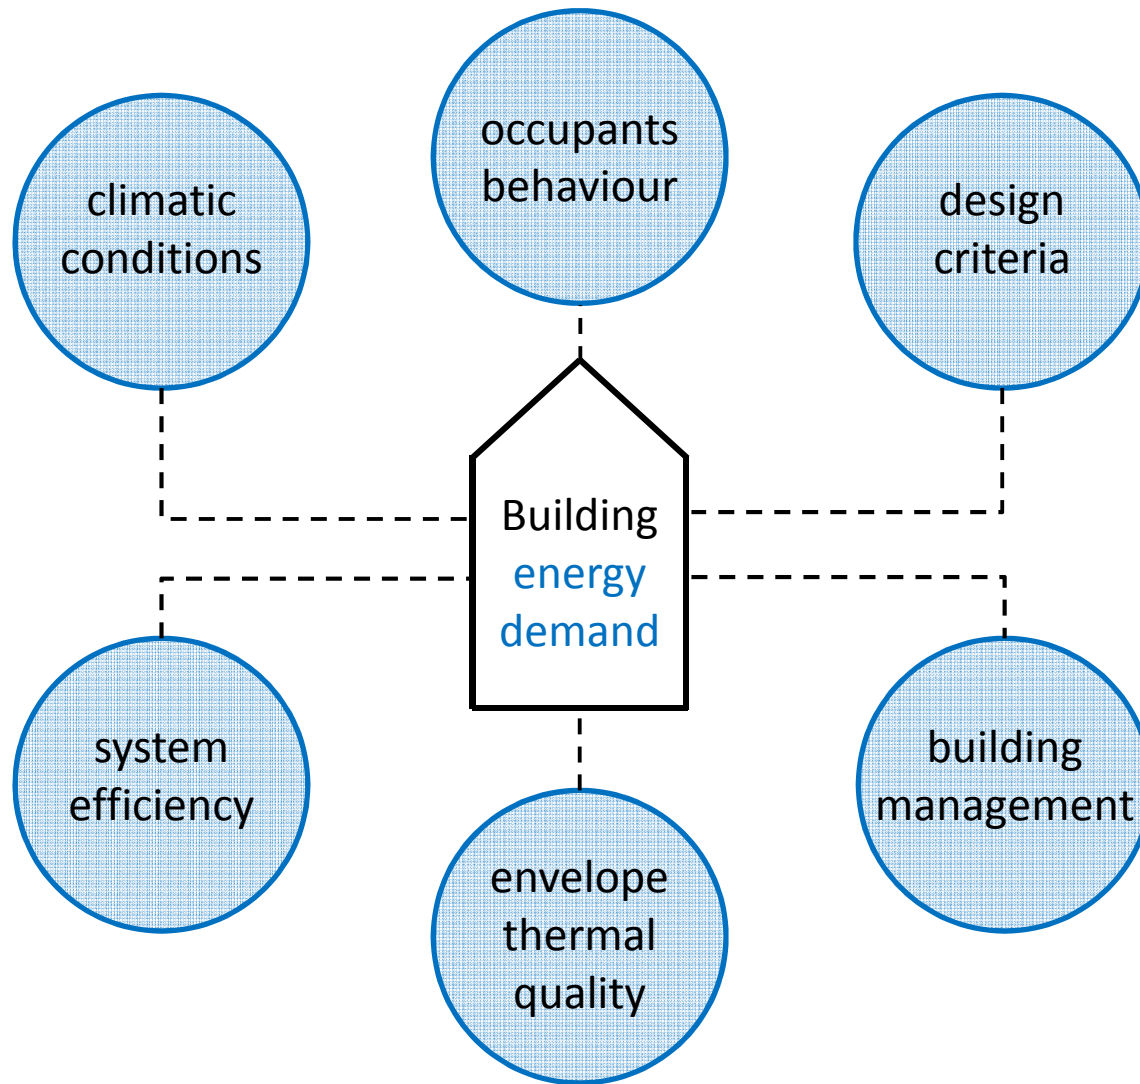 occupants
behaviour
climatic
conditions
design
criteria
Building
energy
demand
system
efficiency
building
management
envelope
thermal
quality